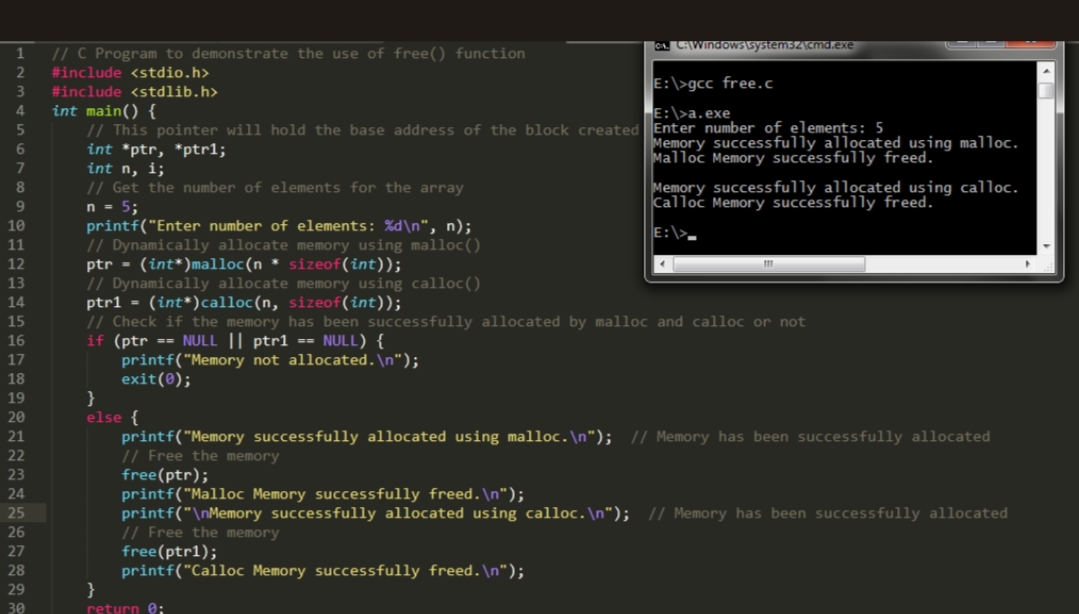 1 // C Program to demonstrate the use of free() function
2 #include <stdio.h>
3 #include <stdlib.h>
4 int main() {
5 // This pointer will hold the base address of the block created
6 int *ptr, *ptr1;
7 int n, i;
8 // Get the number of elements for the array
9 n = 5;
10 printf("Enter number of elements: %d\n", n);
11 // Dynamically allocate memory using malloc()
12 ptr = (int*)malloc(n * sizeof(int));
13 // Dynamically allocate memory using calloc()
14 ptr1 = (int*)calloc(n, sizeof(int));
15 // Check if the memory has been successfully allocated by malloc and calloc or not
16 if (ptr == NULL || ptr1 == NULL) {
17 printf("Memory not allocated.\n");
18 exit(0);
19 }
20 else {
21 printf("Memory successfully allocated using malloc.\n"); // Memory has been successfully allocated
22 // Free the memory
23 free(ptr);
24 printf("Malloc Memory successfully freed.\n");
25 printf("\nMemory successfully allocated using calloc.\n"); // Memory has been successfully allocated
26 // Free the memory
27 free(ptr1);
28 printf("Calloc Memory successfully freed.\n");
29 }
30 return 0;
C:\Windows\system32\cmd.exe
E:\>gcc free.c
E:\>a.exe
Enter number of elements: 5
Memory successfully allocated using malloc.
Malloc Memory successfully freed.
Memory successfully allocated using calloc.
Calloc Memory successfully freed.
E:\>